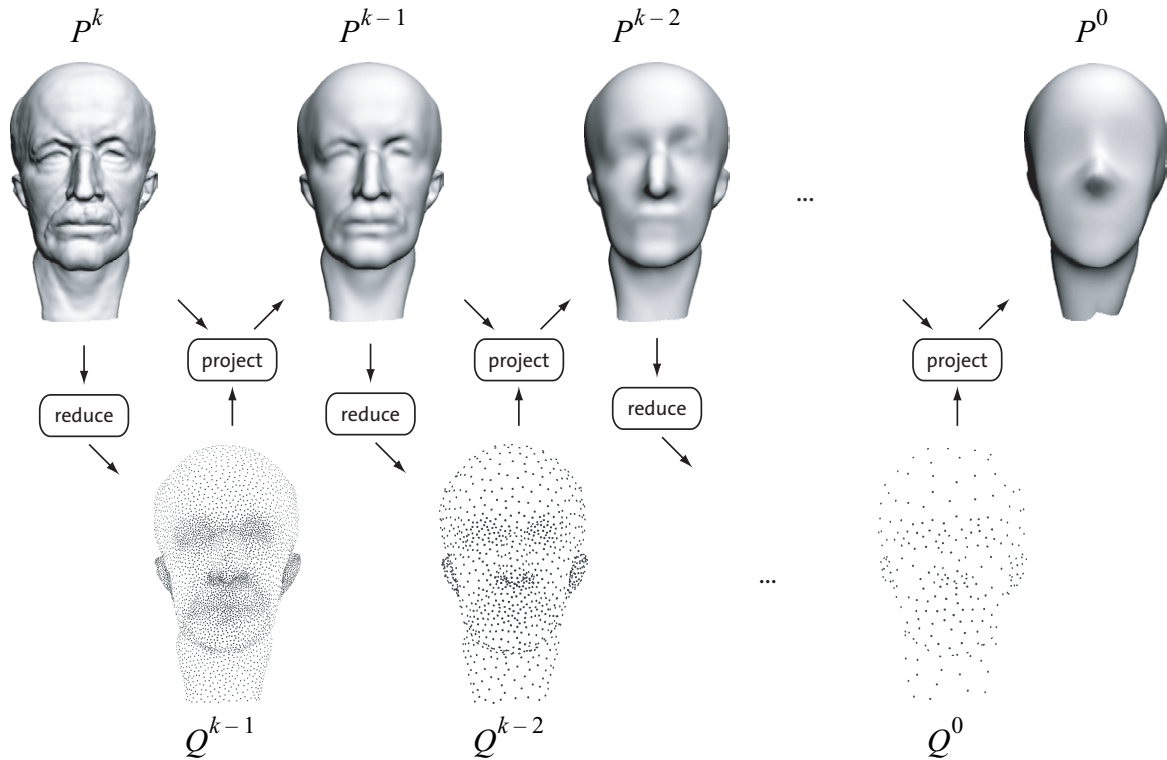 P^k P^{k – 1} P^{k – 2} P^0
...
project project project
reduce reduce reduce
...
Q^{k – 1} Q^{k – 2} Q^0